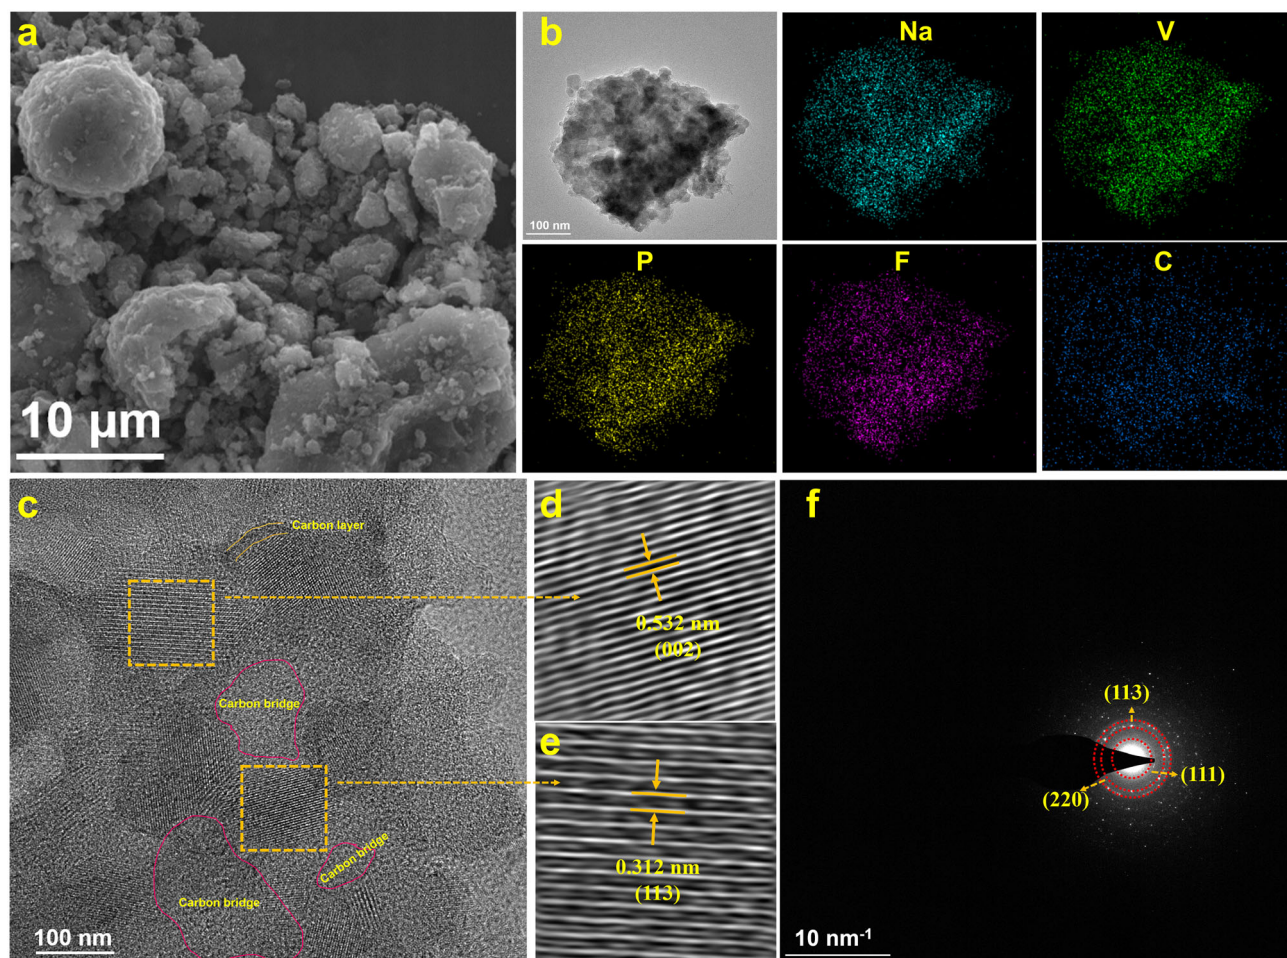 a
10 µm
b
100 nm
Na
V
P
F
C
c
Carbon layer
Carbon bridge
Carbon bridge
Carbon bridge
100 nm
d
0.532 nm
(002)
e
0.312 nm
(113)
f
(113)
(111)
(220)
10 nm⁻¹